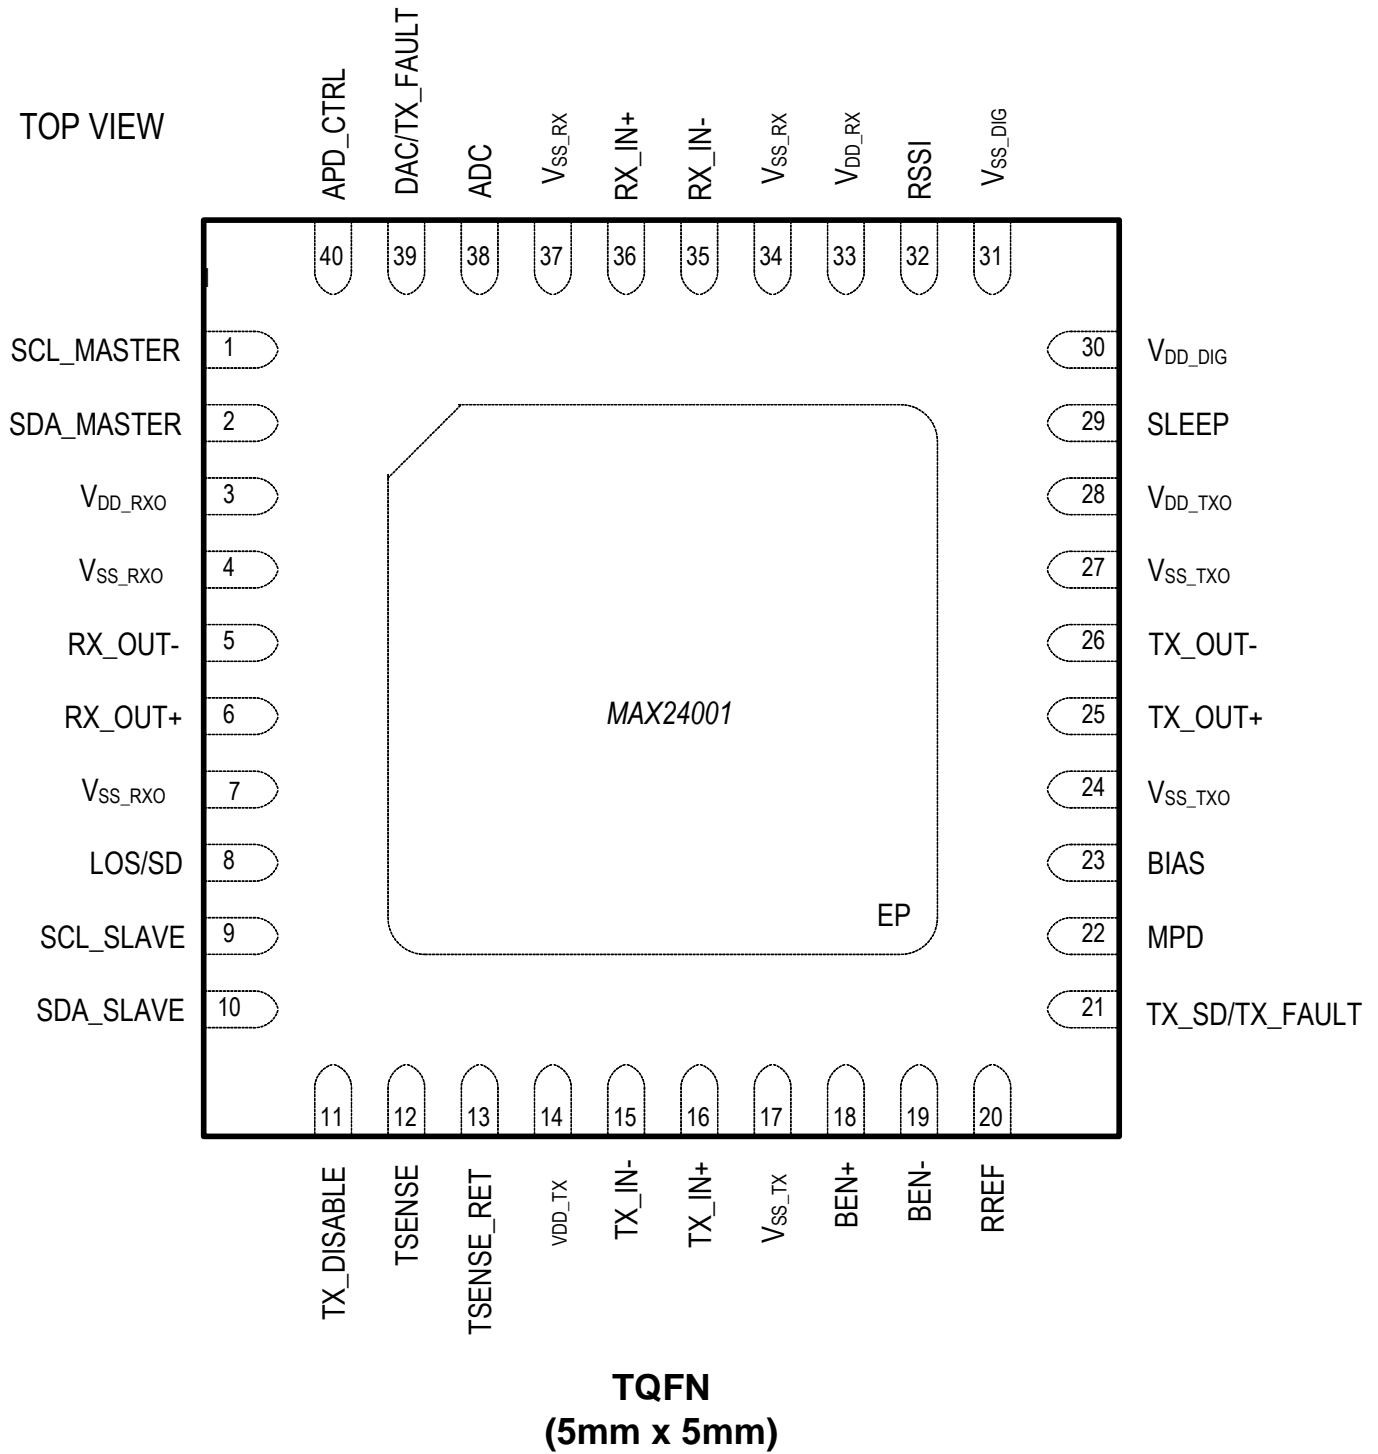 TOP VIEW
APD_CTRL
DAC/TX_FAULT
ADC
VSS_RX
RX_IN+
RX_IN-
VSS_RX
VDD_RX
RSSI
VSS_DIG
40 39 38 37 36 35 34 33 32 31
SCL_MASTER 1
30 VDD_DIG
SDA_MASTER 2
29 SLEEP
VDD_RXO 3
28 VDD_TXO
VSS_RXO 4
27 VSS_TXO
RX_OUT- 5
26 TX_OUT-
RX_OUT+ 6
MAX24001
25 TX_OUT+
VSS_RXO 7
24 VSS_TXO
LOS/SD 8
23 BIAS
EP
SCL_SLAVE 9
22 MPD
SDA_SLAVE 10
21 TX_SD/TX_FAULT
11 12 13 14 15 16 17 18 19 20
TX_DISABLE
TSENSE
TSENSE_RET
VDD_TX
TX_IN-
TX_IN+
VSS_TX
BEN+
BEN-
RREF
TQFN
(5mm x 5mm)